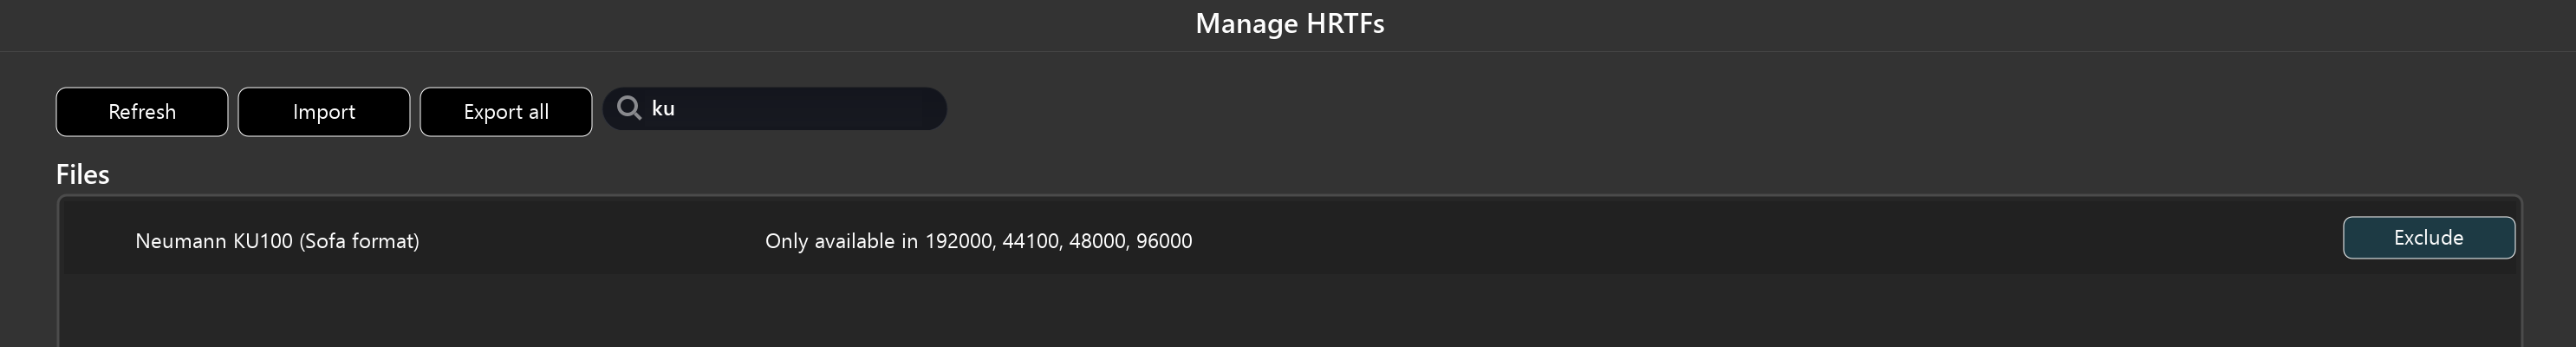 Manage HRTFs
Refresh
Import
Export all
ku
Files
Neumann KU100 (Sofa format)
Only available in 192000, 44100, 48000, 96000
Exclude